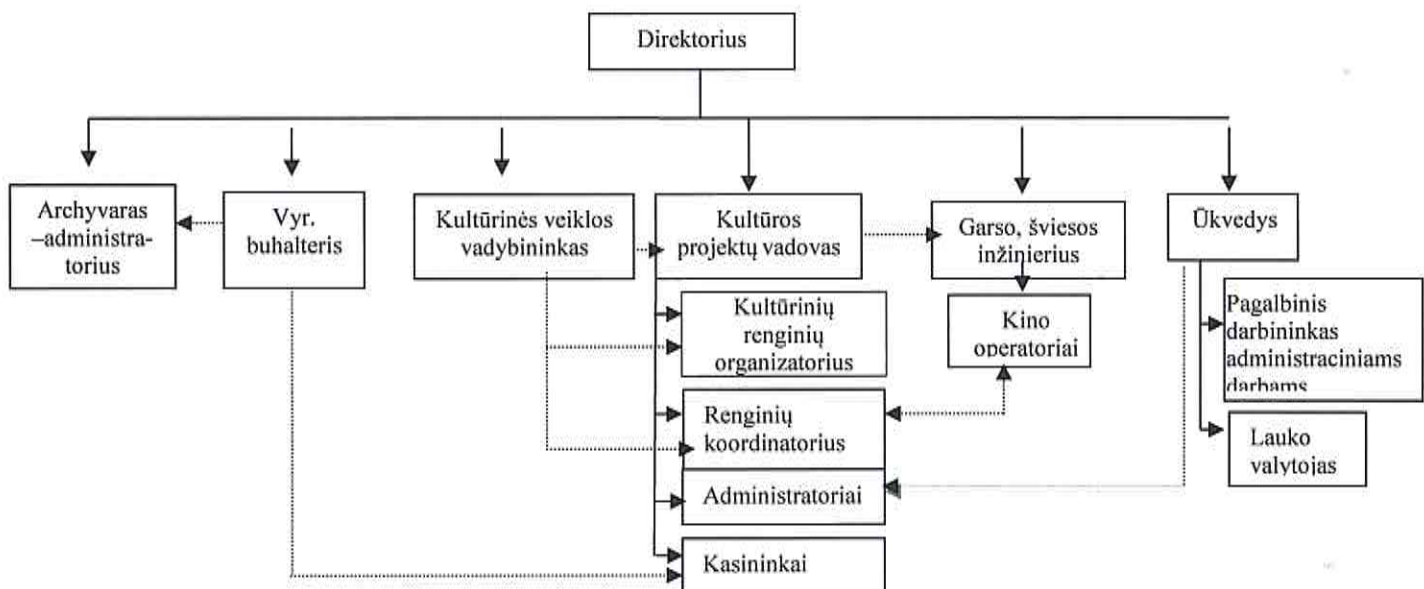 Direktorius
Archyvaras
–administra-
torius
Vyr.
buhalteris
Kultūrinės veiklos
vadybininkas
Kultūros
projektų vadovas
Garso, šviesos
inžinierius
Ūkvedys
Kultūrinių
renginių
organizatorius
Kino
operatoriai
Pagalbinis
darbininkas
administraciniams
darbams
Renginių
koordinatorius
Lauko
valytojas
Administratoriai
Kasininkai